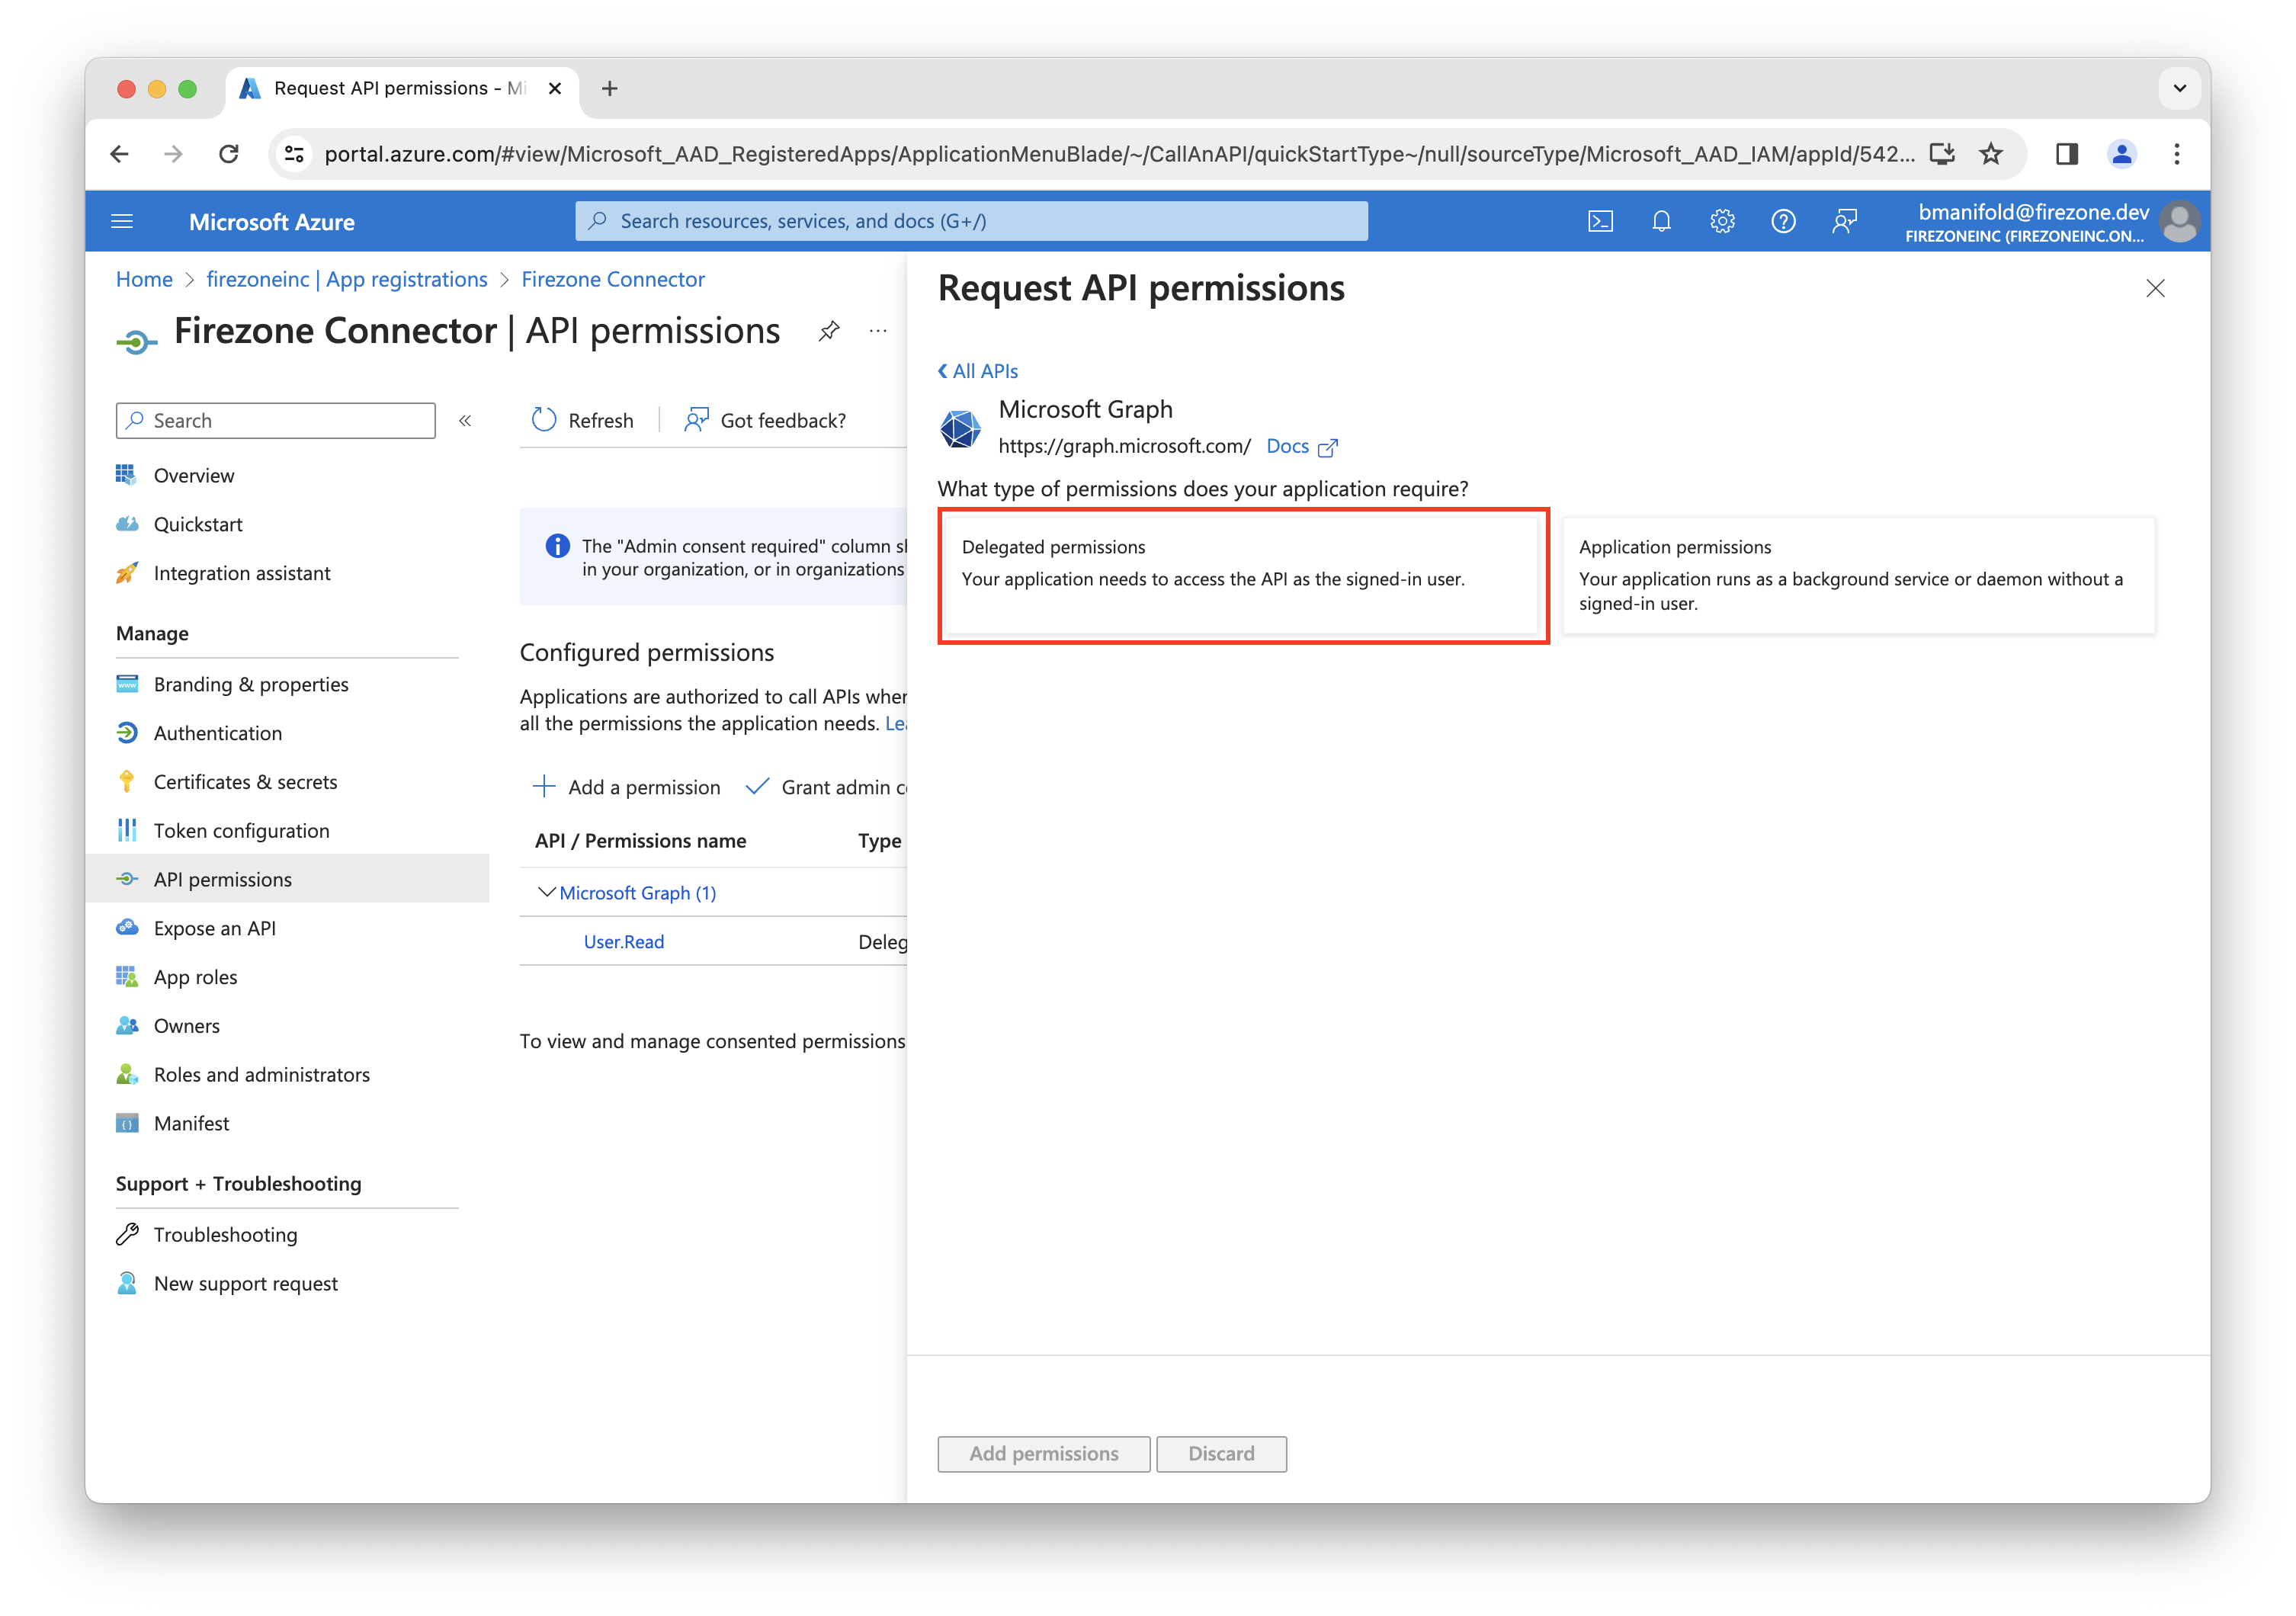 Request API permissions - Mi
portal.azure.com/#view/Microsoft_AAD_RegisteredApps/ApplicationMenuBlade/~/CallAnAPI/quickStartType~/null/sourceType/Microsoft_AAD_IAM/appId/542...
Microsoft Azure
Search resources, services, and docs (G+/)
bmanifold@firezone.dev
FIREZONEINC (FIREZONEINC.ON...
Home > firezoneinc | App registrations > Firezone Connector
Firezone Connector | API permissions
...
Search
«
Overview
Quickstart
Integration assistant
Manage
Branding & properties
Authentication
Certificates & secrets
Token configuration
API permissions
Expose an API
App roles
Owners
Roles and administrators
Manifest
Support + Troubleshooting
Troubleshooting
New support request
Refresh
Got feedback?
The "Admin consent required" column sh
in your organization, or in organizations
Configured permissions
Applications are authorized to call APIs when
all the permissions the application needs. Lea
Add a permission
Grant admin co
API / Permissions name
Type
Microsoft Graph (1)
User.Read
Deleg
To view and manage consented permissions
Request API permissions
All APIs
Microsoft Graph
https://graph.microsoft.com/ Docs
What type of permissions does your application require?
Delegated permissions
Your application needs to access the API as the signed-in user.
Application permissions
Your application runs as a background service or daemon without a
signed-in user.
Add permissions
Discard